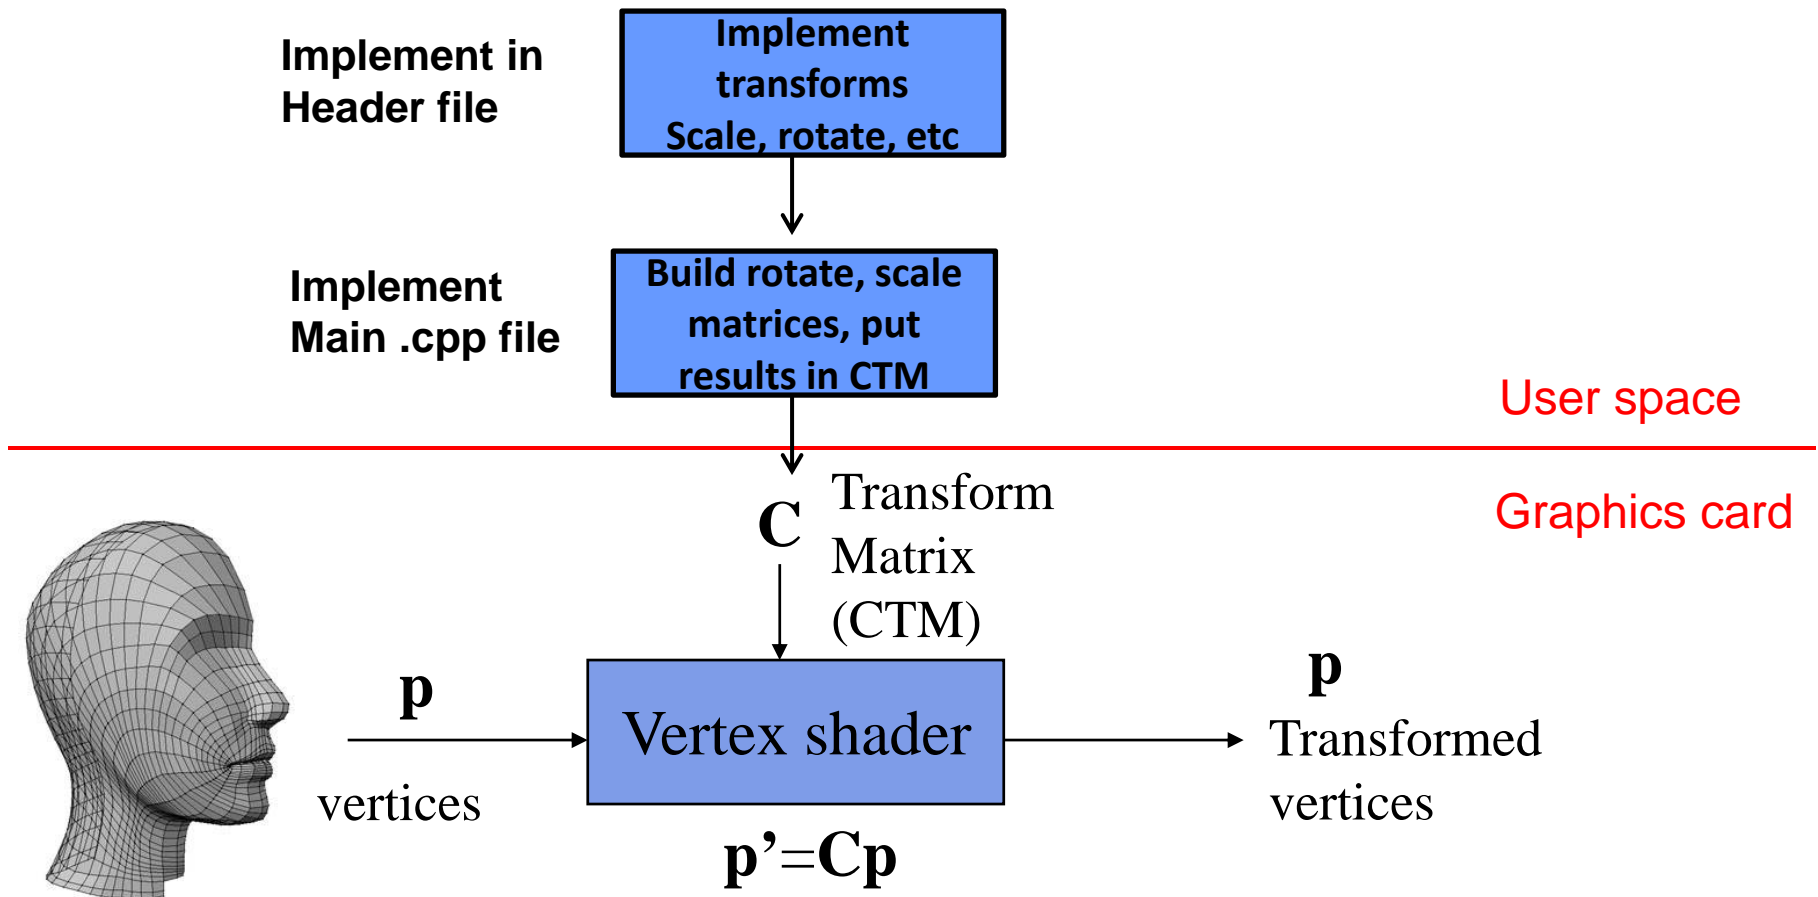 Implement in
Header file
Implement
transforms
Scale, rotate, etc
Implement
Main .cpp file
Build rotate, scale
matrices, put
results in CTM
User space
Graphics card
C
Transform
Matrix
(CTM)
p
vertices
Vertex shader
p’=Cp
p
Transformed
vertices